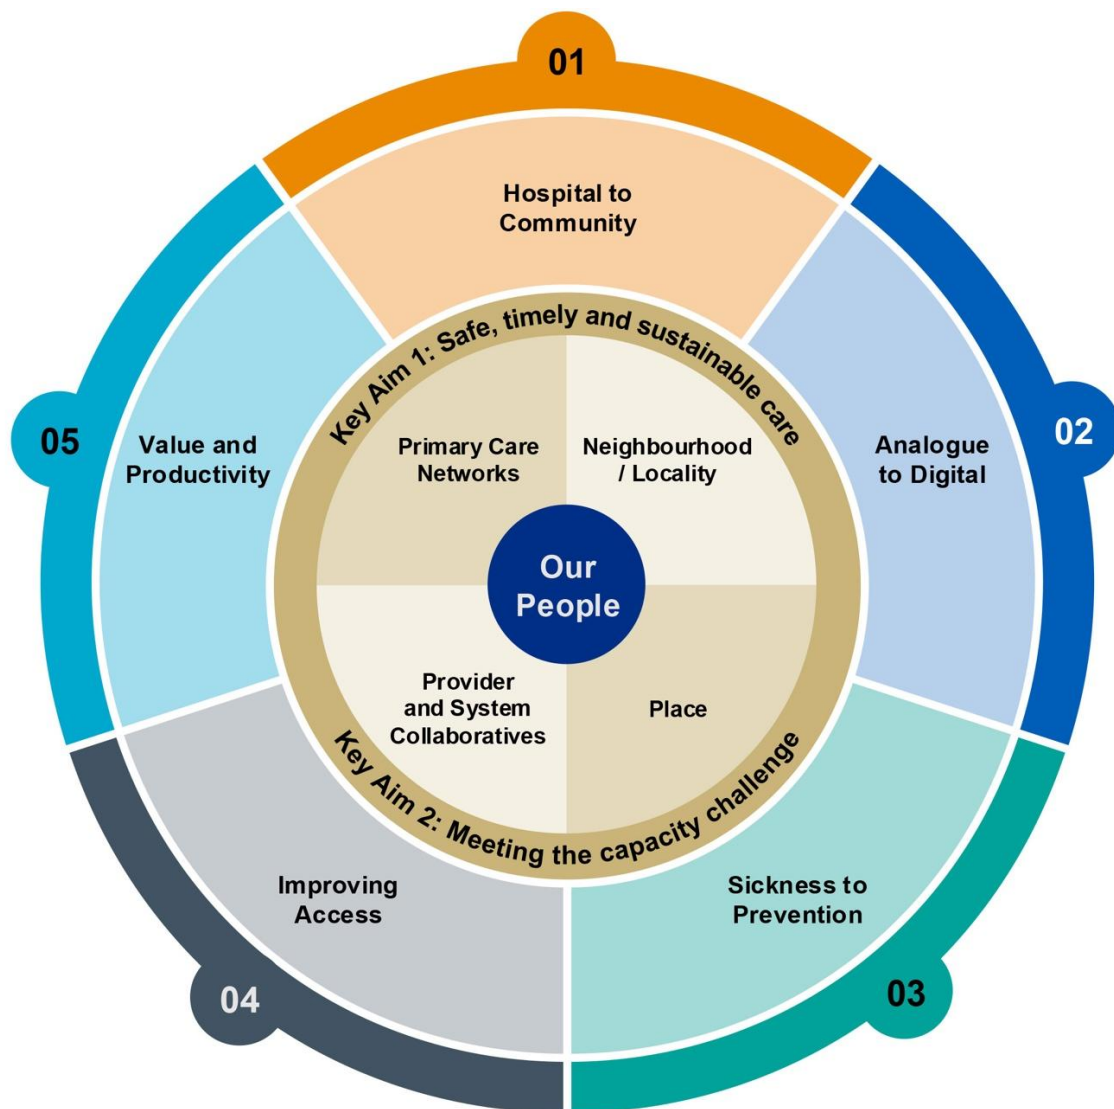 01
Hospital to
Community
02
Analogue
to Digital
03
Sickness to
Prevention
04
Improving
Access
05
Value and
Productivity
Key Aim 1: Safe, timely and sustainable care
Key Aim 2: Meeting the capacity challenge
Primary Care
Networks
Neighbourhood
/ Locality
Provider
and System
Collaboratives
Place
Our
People